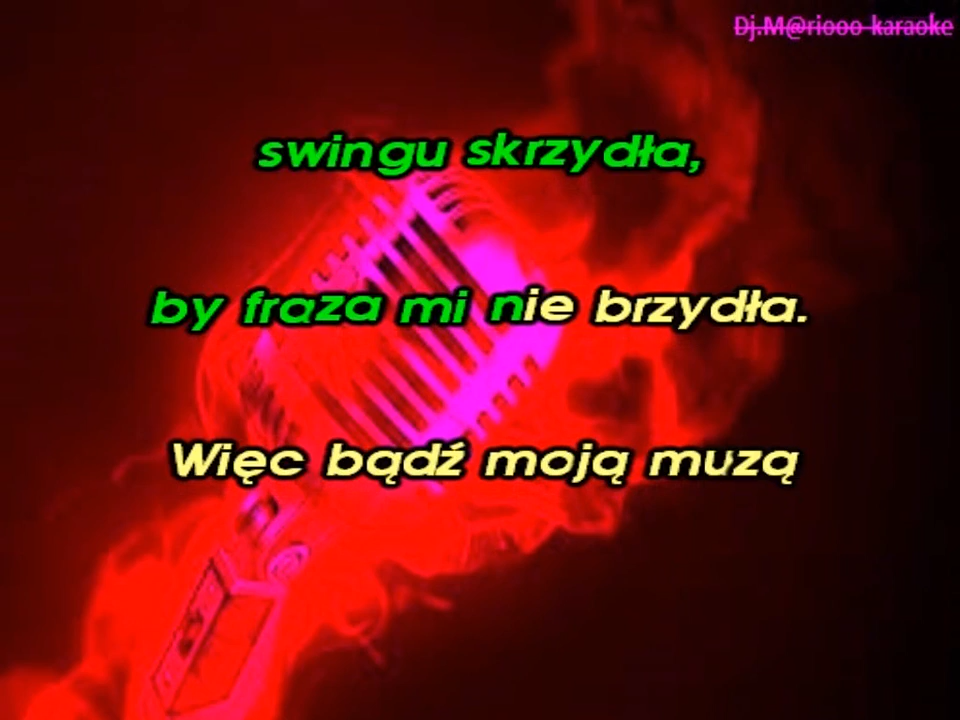 Dj.M@riooo karaoke
swingu skrzydła,
by fraza mi nie brzydła.
Więc bądź moją muzą